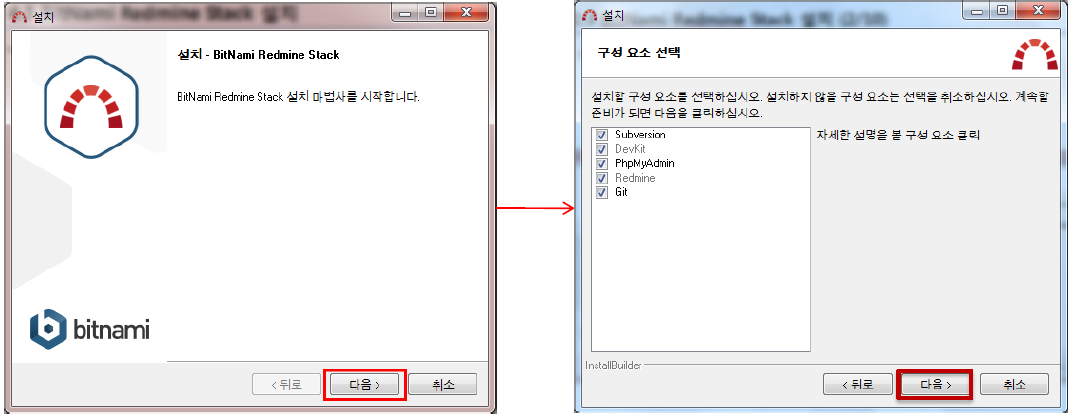 Nami Redmine Stack 설치
설치
설치 - BitNami Redmine Stack
BitNami Redmine Stack 설치 마법사를 시작합니다.
bitnami
< 뒤로
다음 >
취소
Nami Redmine Stack 설치 (2/10)
설치
구성 요소 선택
설치할 구성 요소를 선택하십시오. 설치하지 않을 구성 요소는 선택을 취소하십시오. 계속할
준비가 되면 다음을 클릭하십시오.
Subversion
DevKit
PhpMyAdmin
Redmine
Git
자세한 설명을 볼 구성 요소 클릭
InstallBuilder
< 뒤로
다음 >
취소